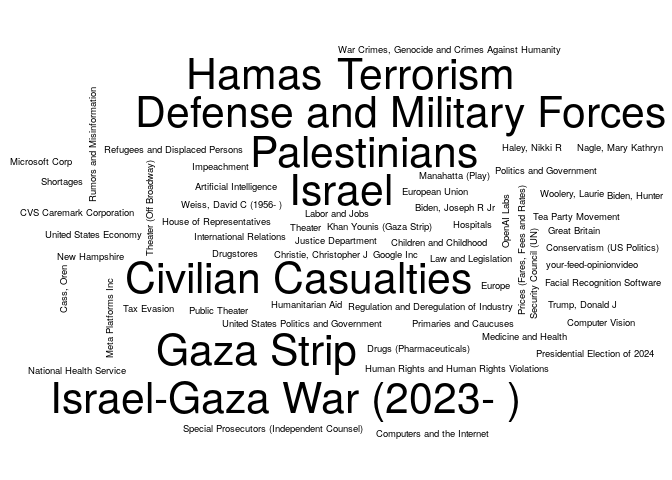 War Crimes, Genocide and Crimes Against Humanity
Hamas Terrorism
Defense and Military Forces
Rumors and Misinformation
Refugees and Displaced Persons
Palestinians
Haley, Nikki R
Nagle, Mary Kathryn
Microsoft Corp
Impeachment
Manahatta (Play)
Politics and Government
Shortages
Theater (Off Broadway)
Artificial Intelligence
Israel
European Union
OpenAI Labs
Prices (Fares, Fees and Rates)
Woolery, Laurie
Biden, Hunter
CVS Caremark Corporation
Weiss, David C (1956- )
Labor and Jobs
Biden, Joseph R Jr
Tea Party Movement
House of Representatives
Theater
Khan Younis (Gaza Strip)
Hospitals
Great Britain
United States Economy
International Relations
Justice Department
Children and Childhood
Security Council (UN)
Conservatism (US Politics)
New Hampshire
Drugstores
Christie, Christopher J
Google Inc
Law and Legislation
your-feed-opinionvideo
Cass, Oren
Meta Platforms Inc
Civilian Casualties
Europe
Facial Recognition Software
Tax Evasion
Public Theater
Humanitarian Aid
Regulation and Deregulation of Industry
Trump, Donald J
United States Politics and Government
Primaries and Caucuses
Computer Vision
Gaza Strip
Drugs (Pharmaceuticals)
Medicine and Health
Presidential Election of 2024
National Health Service
Human Rights and Human Rights Violations
Israel-Gaza War (2023- )
Special Prosecutors (Independent Counsel)
Computers and the Internet